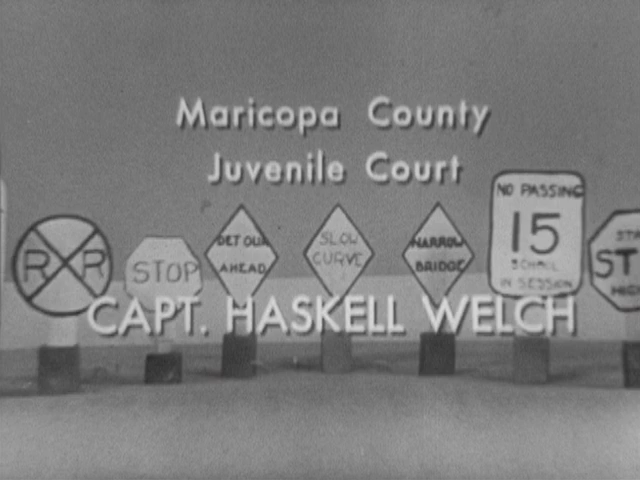 Maricopa County
Juvenile Court
CAPT. HASKELL WELCH
R R
STOP
DETOUR
AHEAD
SLOW
CURVE
NARROW
BRIDGE
NO PASSING
15
SCHOOL
IN SESSION